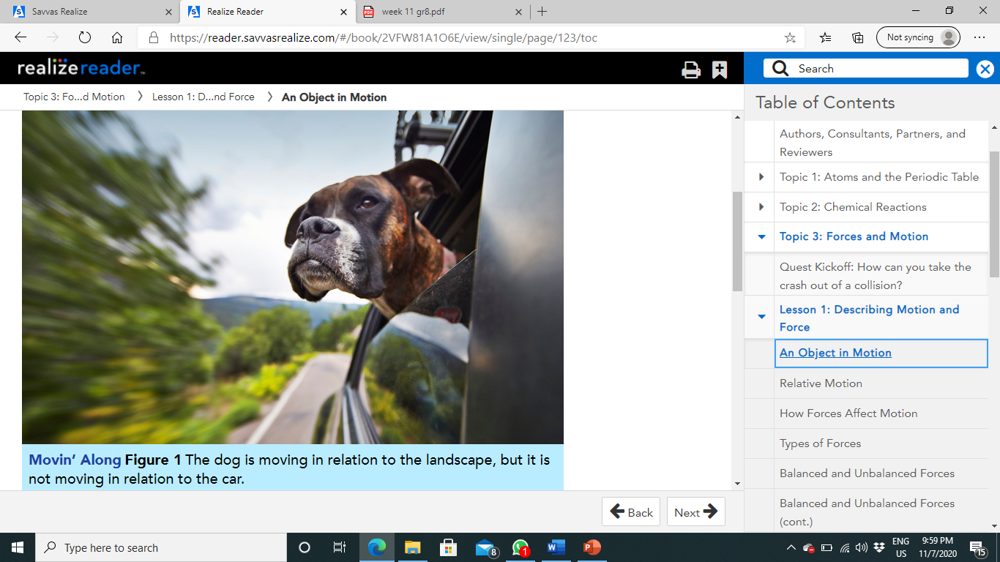 Savvas Realize
Realize Reader
week 11 gr8.pdf
https://reader.savvasrealize.com/#/book/2VFW81A1O6E/view/single/page/123/toc
Not syncing
realize reader
Search
Topic 3: Fo...d Motion
Lesson 1: D...nd Force
An Object in Motion
Table of Contents
Authors, Consultants, Partners, and
Reviewers
Topic 1: Atoms and the Periodic Table
Topic 2: Chemical Reactions
Topic 3: Forces and Motion
Quest Kickoff: How can you take the
crash out of a collision?
Lesson 1: Describing Motion and
Force
An Object in Motion
Relative Motion
How Forces Affect Motion
Types of Forces
Balanced and Unbalanced Forces
Balanced and Unbalanced Forces
(cont.)
Movin’ Along Figure 1 The dog is moving in relation to the landscape, but it is
not moving in relation to the car.
Back
Next
Type here to search
8
1
ENG
US
9:59 PM
11/7/2020
15